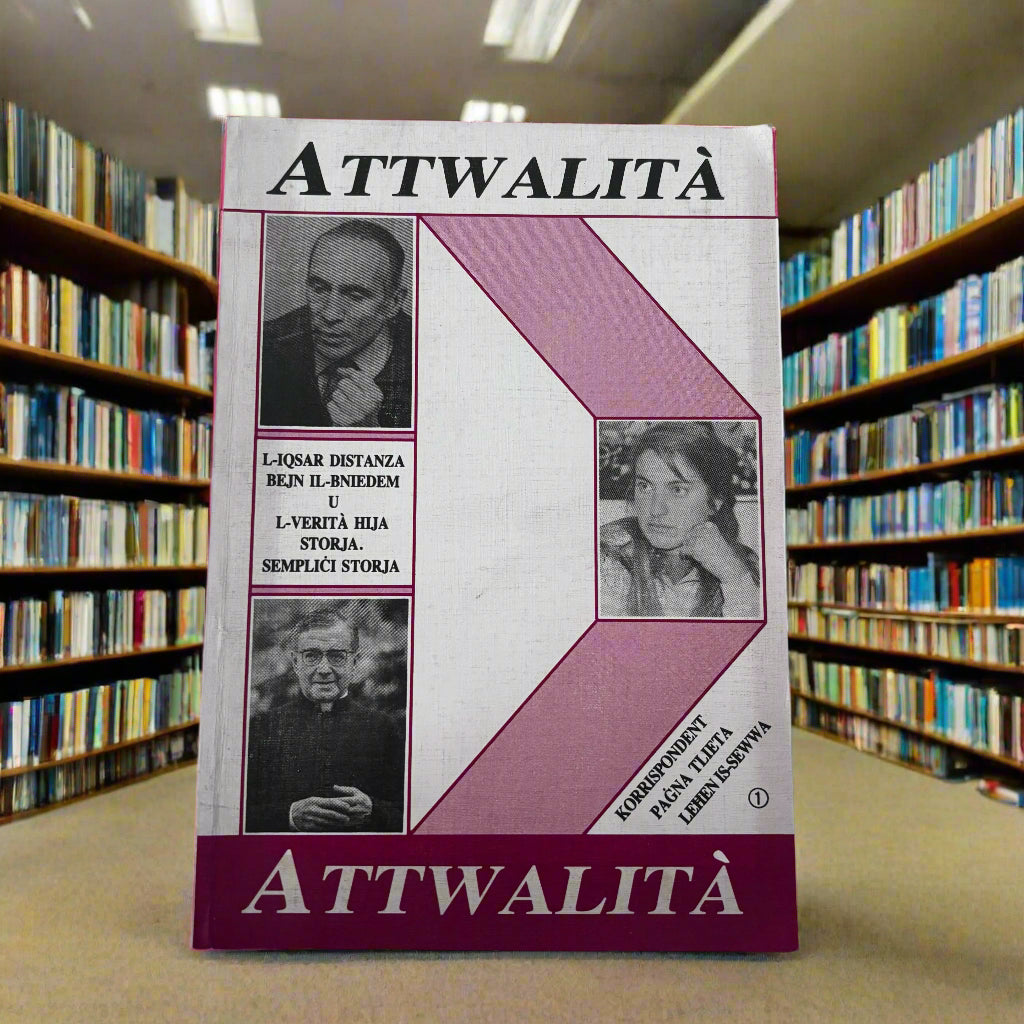 ATTWALITÀ
L-IQSAR DISTANZA
BEJN IL-BNIEDEM
U
L-VERITÀ HIJA
STORJA.
SEMPLIĊI STORJA
KORRISPONDENT
PAĠNA TLIETA
LEHEN IS-SEWWA
①
ATTWALITÀ